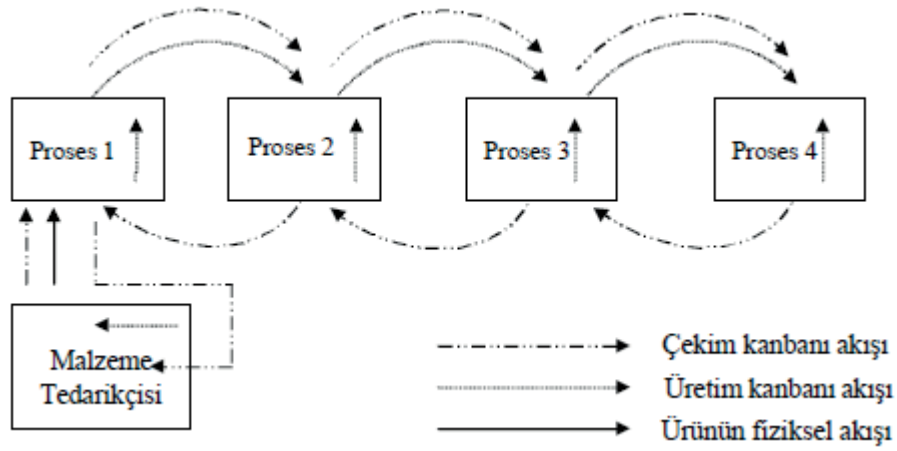 Proses 1
Proses 2
Proses 3
Proses 4
Malzeme
Tedarikçisi
Çekim kanbanı akışı
Üretim kanbanı akışı
Ürünün fiziksel akışı